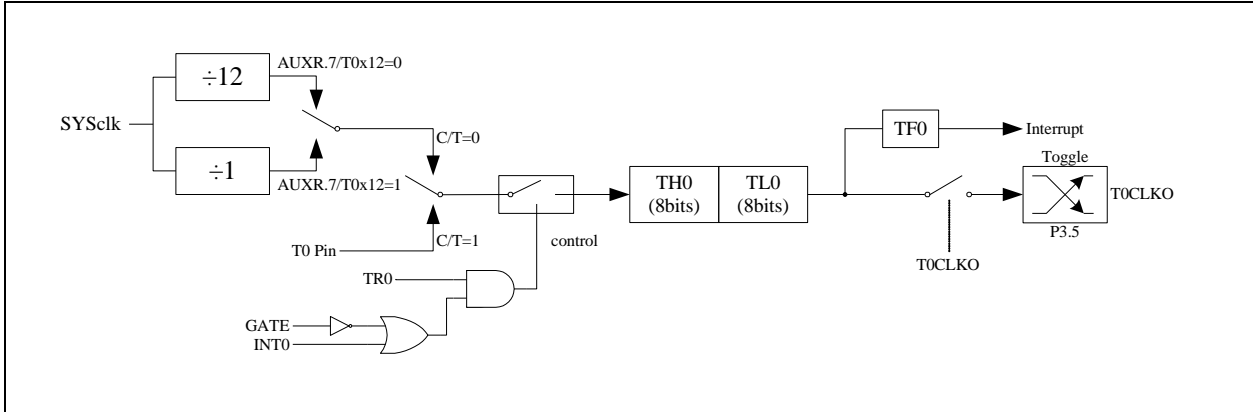 AUXR.7/T0x12=0
÷12
SYSclk
C/T=0
÷1
AUXR.7/T0x12=1
TF0
Interrupt
Toggle
TH0
(8bits)
TL0
(8bits)
T0CLKO
P3.5
T0 Pin
C/T=1
control
T0CLKO
TR0
GATE
INT0